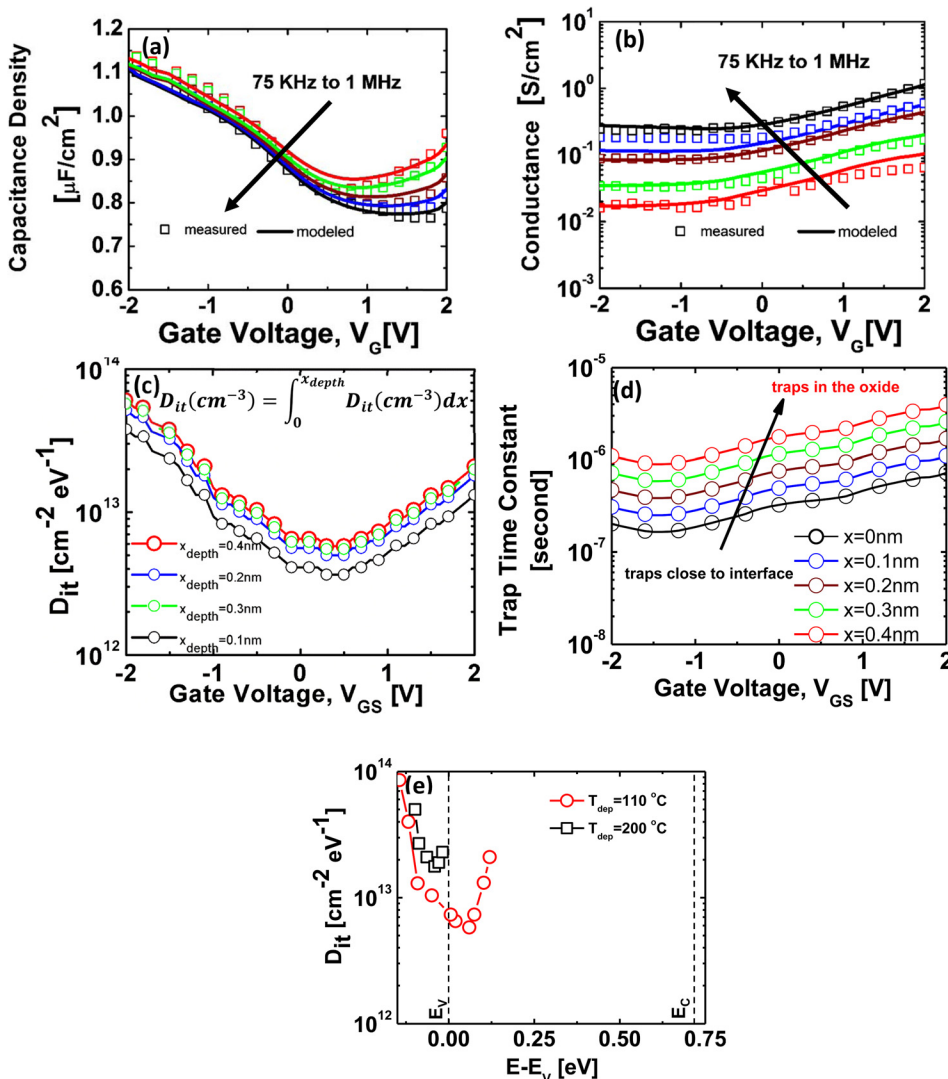 (a)
75 KHz to 1 MHz
measured
modeled
Capacitance Density
[μF/cm²]
1.2
1.1
1.0
0.9
0.8
0.7
0.6
-2
-1
0
1
2
Gate Voltage, V_G[V]
(b)
75 KHz to 1 MHz
measured
modeled
Conductance [S/cm²]
10¹
10⁰
10⁻¹
10⁻²
10⁻³
-2
-1
0
1
2
Gate Voltage, V_G[V]
(c)
D_it(cm⁻³) = ∫₀^{x_depth} D_it(cm⁻³)dx
x_depth=0.4nm
x_depth=0.2nm
x_depth=0.3nm
x_depth=0.1nm
D_it [cm⁻² eV⁻¹]
10¹⁴
10¹³
10¹²
-2
-1
0
1
2
Gate Voltage, V_GS [V]
(d)
traps in the oxide
traps close to interface
x=0nm
x=0.1nm
x=0.2nm
x=0.3nm
x=0.4nm
Trap Time Constant
[second]
10⁻⁵
10⁻⁶
10⁻⁷
10⁻⁸
-2
-1
0
1
2
Gate Voltage, V_GS [V]
(e)
T_dep=110 °C
T_dep=200 °C
D_it [cm⁻² eV⁻¹]
10¹⁴
10¹³
10¹²
E_V
E_C
0.00
0.25
0.50
0.75
E-E_V [eV]